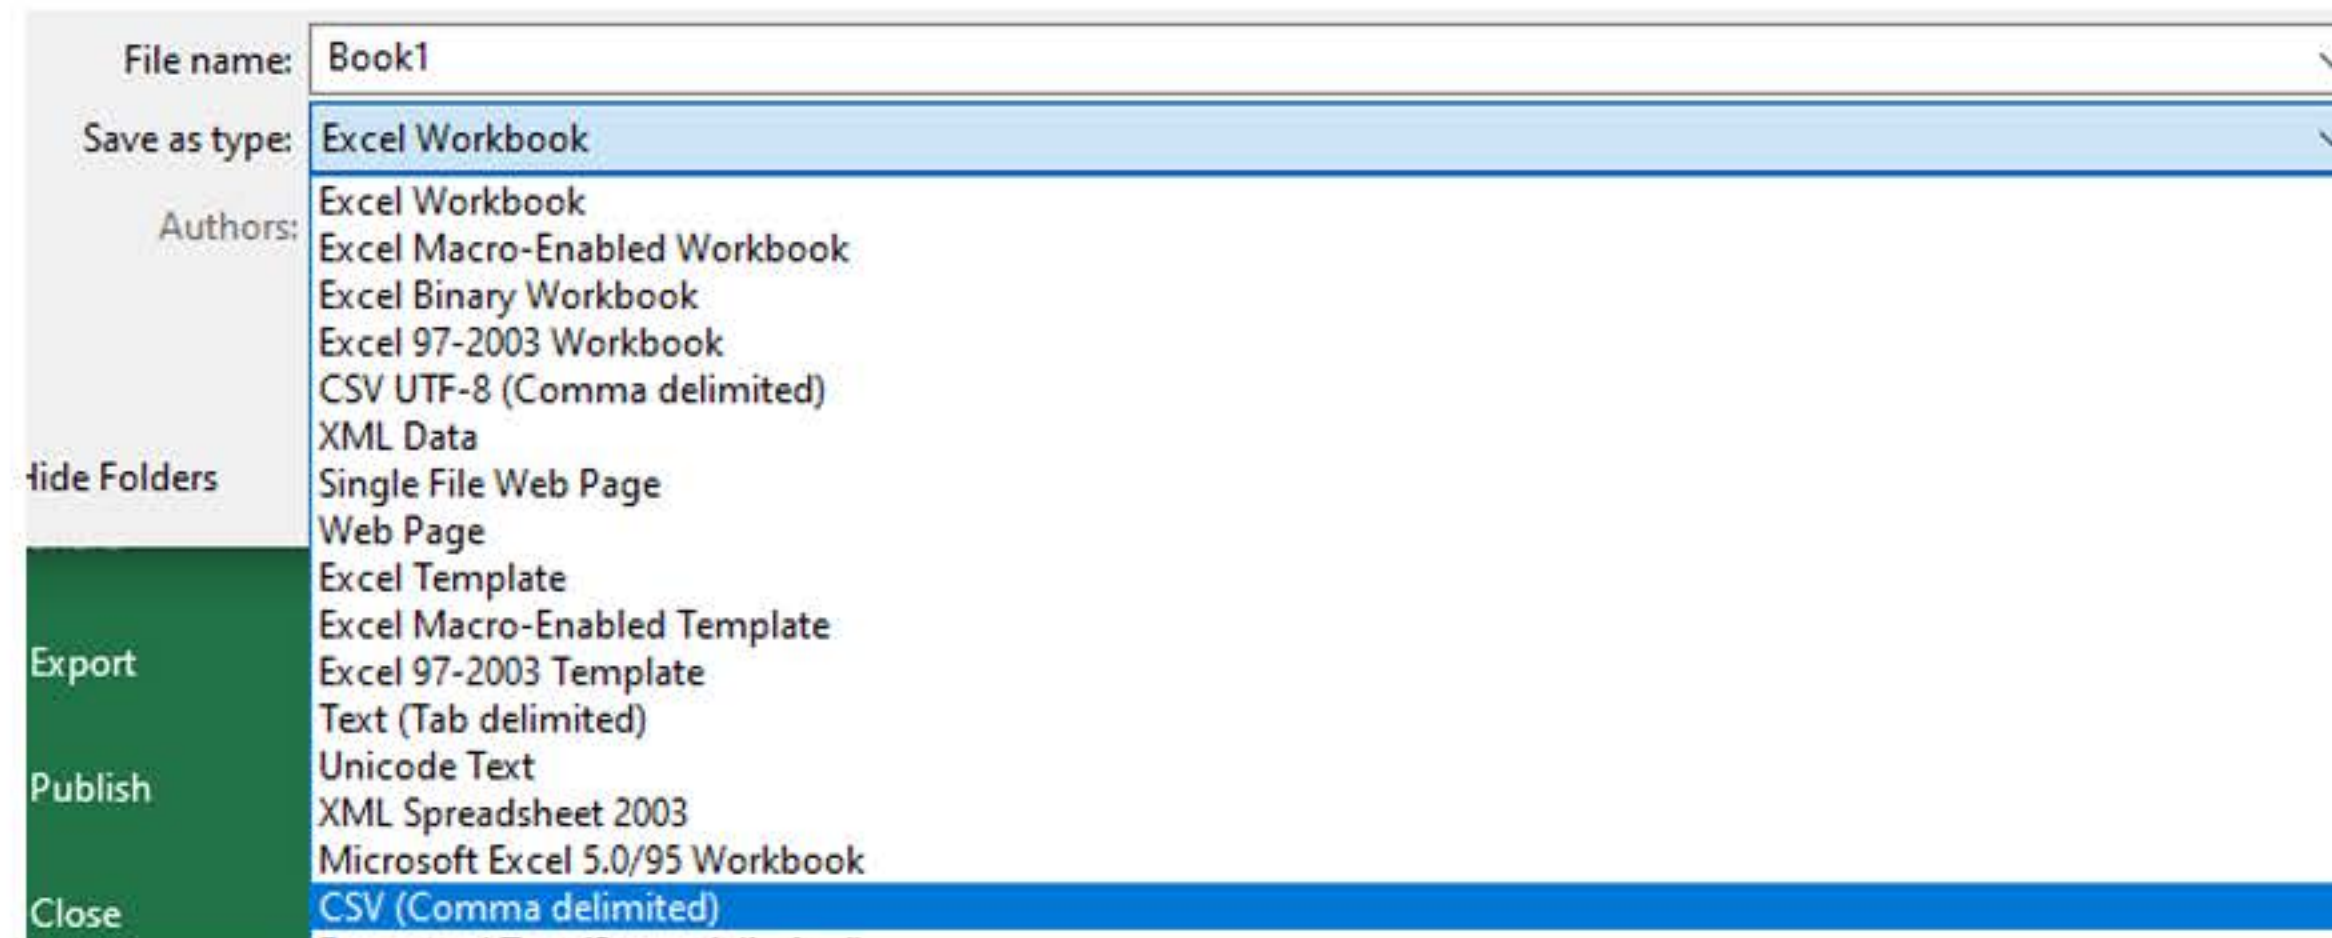 File name: Book1
Save as type: Excel Workbook
Authors:
Excel Workbook
Excel Macro-Enabled Workbook
Excel Binary Workbook
Excel 97-2003 Workbook
CSV UTF-8 (Comma delimited)
XML Data
Single File Web Page
Web Page
Excel Template
Excel Macro-Enabled Template
Excel 97-2003 Template
Text (Tab delimited)
Unicode Text
XML Spreadsheet 2003
Microsoft Excel 5.0/95 Workbook
CSV (Comma delimited)
Folders
Export
Publish
Close